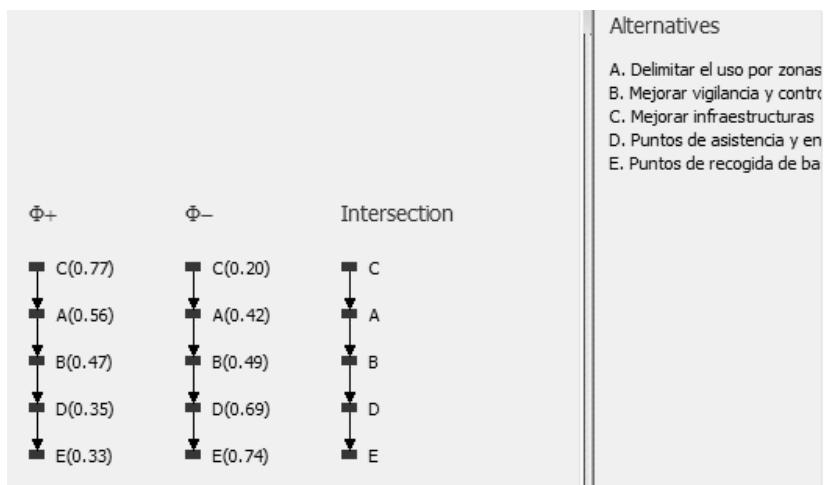 Alternatives
A. Delimitar el uso por zonas
B. Mejorar vigilancia y contro
C. Mejorar infraestructuras
D. Puntos de asistencia y en
E. Puntos de recogida de ba
Φ+ Φ− Intersection
C(0.77) C(0.20) C
A(0.56) A(0.42) A
B(0.47) B(0.49) B
D(0.35) D(0.69) D
E(0.33) E(0.74) E